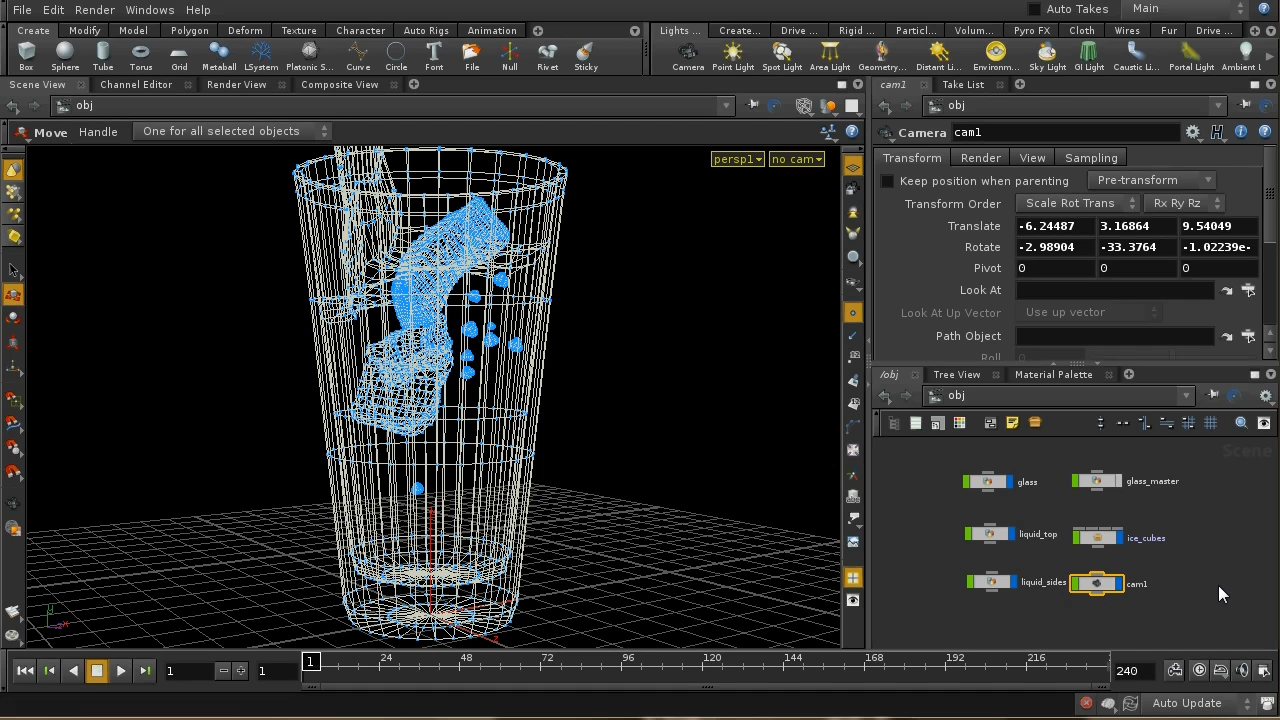 File Edit Render Windows Help Auto Takes Main
Create Modify Model Polygon Deform Texture Character Auto Rigs Animation Lights ... Create... Drive ... Rigid ... Particl... Volum... Pyro FX Cloth Wires Fur Drive ...
Box Sphere Tube Torus Grid Metaball LSystem Platonic S... Curve Circle Font File Null Rivet Sticky Camera Point Light Spot Light Area Light Geometry... Distant Li... Environm... Sky Light GI Light Caustic Li... Portal Light Ambient L
Scene View Channel Editor Render View Composite View cam1 Take List
obj obj
Move Handle One for all selected objects Camera cam1
persp1 no cam Transform Render View Sampling
Keep position when parenting Pre-transform
Transform Order Scale Rot Trans Rx Ry Rz
Translate -6.24487 3.16864 9.54049
Rotate -2.98904 -33.3764 -1.02239e-
Pivot 0 0 0
Look At
Look At Up Vector Use up vector
Path Object
Roll 0
/obj Tree View Material Palette
obj
Scene
glass glass_master
liquid_top ice_cubes
liquid_sides cam1
y x z
1 1 1 24 48 72 96 120 144 168 192 216 240
Auto Update